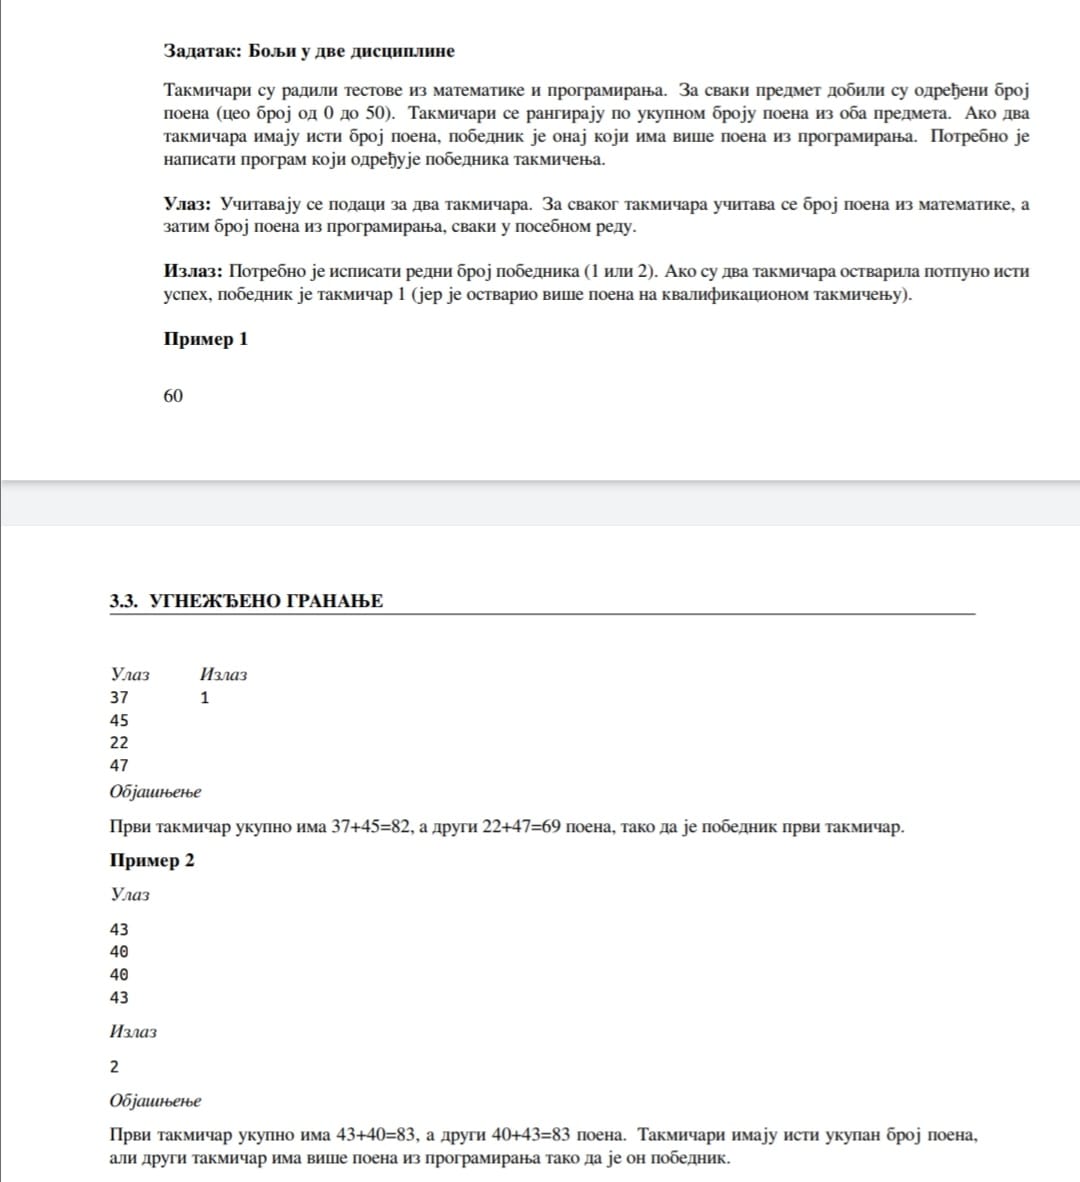 Задатак: Бољи у две дисциплине
Такмичари су радили тестове из математике и програмирања. За сваки предмет добили су одређени број
поена (цео број од 0 до 50). Такмичари се рангирају по укупном броју поена из оба предмета. Ако два
такмичара имају исти број поена, победник је онај који има више поена из програмирања. Потребно је
написати програм који одређује победника такмичења.
Улаз: Учитавају се подаци за два такмичара. За сваког такмичара учитава се број поена из математике, а
затим број поена из програмирања, сваки у посебном реду.
Излаз: Потребно је исписати редни број победника (1 или 2). Ако су два такмичара остварила потпуно исти
успех, победник је такмичар 1 (јер је остварио више поена на квалификационом такмичењу).
Пример 1
60
3.3. УГНЕЖЂЕНО ГРАНАЊЕ
Улаз Излаз
37 1
45
22
47
Објашњење
Први такмичар укупно има 37+45=82, а други 22+47=69 поена, тако да је победник први такмичар.
Пример 2
Улаз
43
40
40
43
Излаз
2
Објашњење
Први такмичар укупно има 43+40=83, а други 40+43=83 поена. Такмичари имају исти укупан број поена,
али други такмичар има више поена из програмирања тако да је он победник.